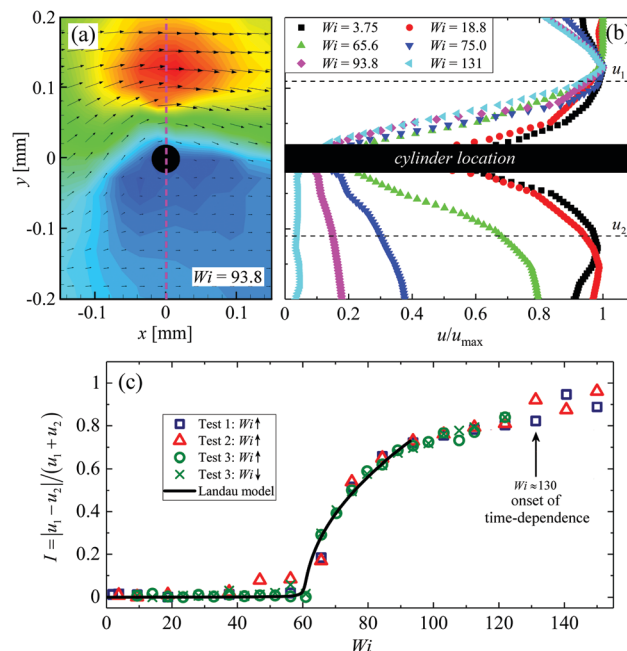 (a)
0.2
0.1
0
-0.1
-0.2
y [mm]
Wi = 93.8
-0.1 0 0.1
x [mm]
Wi = 3.75 Wi = 18.8 (b)
Wi = 65.6 Wi = 75.0
Wi = 93.8 Wi = 131
u1
cylinder location
u2
0 0.2 0.4 0.6 0.8 1
u/umax
(c)
1
0.8
0.6
0.4
0.2
0
I = |u1 − u2|/(u1 + u2)
Test 1: Wi↑
Test 2: Wi↑
Test 3: Wi↑
Test 3: Wi↓
Landau model
Wi ≈130
onset of
time-dependence
0 20 40 60 80 100 120 140
Wi